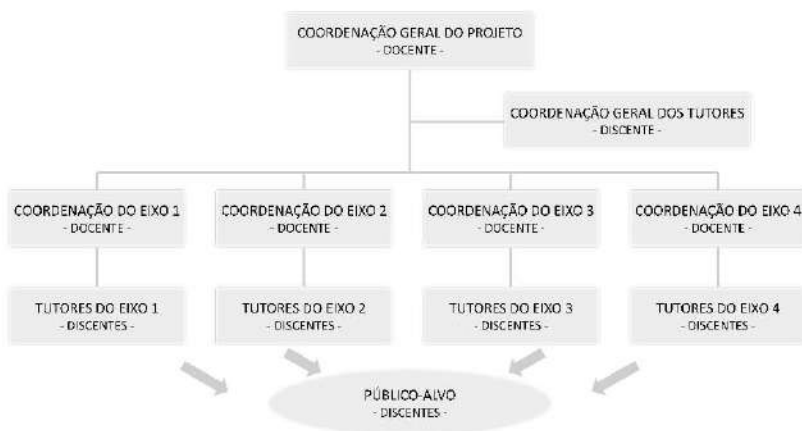 COORDENAÇÃO GERAL DO PROJETO
- DOCENTE -
COORDENAÇÃO GERAL DOS TUTORES
- DISCENTE -
COORDENAÇÃO DO EIXO 1
- DOCENTE -
COORDENAÇÃO DO EIXO 2
- DOCENTE -
COORDENAÇÃO DO EIXO 3
- DOCENTE -
COORDENAÇÃO DO EIXO 4
- DOCENTE -
TUTORES DO EIXO 1
- DISCENTES -
TUTORES DO EIXO 2
- DISCENTES -
TUTORES DO EIXO 3
- DISCENTES -
TUTORES DO EIXO 4
- DISCENTES -
PÚBLICO-ALVO
- DISCENTES -